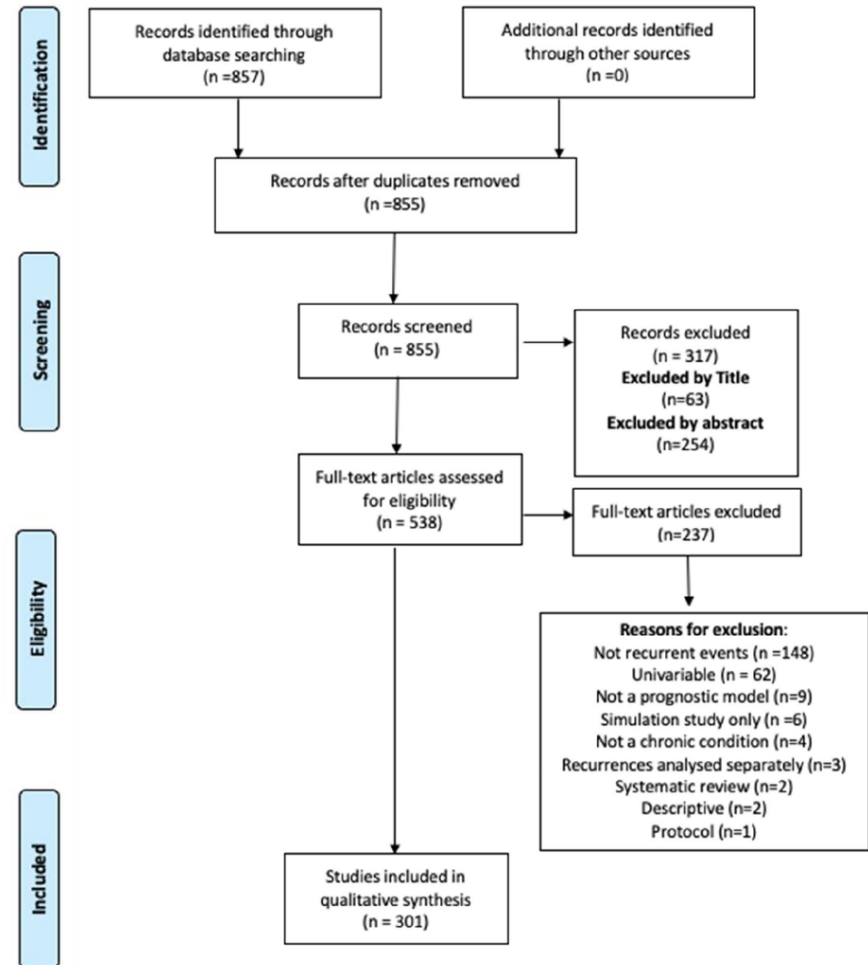 Identification
Records identified through
database searching
(n =857)
Additional records identified
through other sources
(n =0)
Records after duplicates removed
(n =855)
Screening
Records screened
(n = 855)
Records excluded
(n = 317)
Excluded by Title
(n=63)
Excluded by abstract
(n=254)
Full-text articles assessed
for eligibility
(n = 538)
Full-text articles excluded
(n=237)
Eligibility
Reasons for exclusion:
Not recurrent events (n =148)
Univariable (n = 62)
Not a prognostic model (n=9)
Simulation study only (n =6)
Not a chronic condition (n=4)
Recurrences analysed separately (n=3)
Systematic review (n=2)
Descriptive (n=2)
Protocol (n=1)
Included
Studies included in
qualitative synthesis
(n = 301)